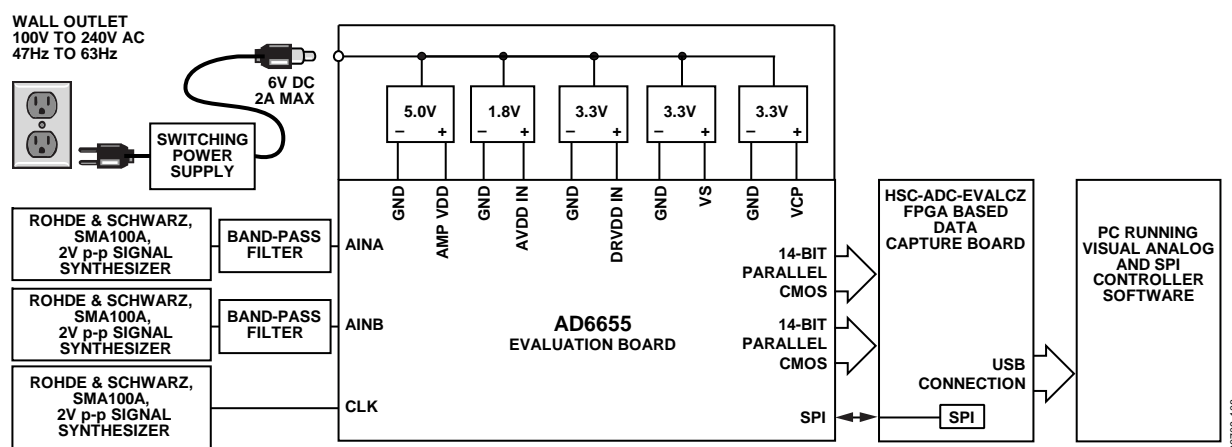 WALL OUTLET
100V TO 240V AC
47Hz TO 63Hz
6V DC
2A MAX
SWITCHING
POWER
SUPPLY
5.0V
– +
1.8V
– +
3.3V
– +
3.3V
– +
3.3V
– +
GND
AMP VDD
GND
AVDD IN
GND
DRVDD IN
GND
VS
GND
VCP
ROHDE & SCHWARZ,
SMA100A,
2V p-p SIGNAL
SYNTHESIZER
BAND-PASS
FILTER
AINA
ROHDE & SCHWARZ,
SMA100A,
2V p-p SIGNAL
SYNTHESIZER
BAND-PASS
FILTER
AINB
ROHDE & SCHWARZ,
SMA100A,
2V p-p SIGNAL
SYNTHESIZER
CLK
AD6655
EVALUATION BOARD
14-BIT
PARALLEL
CMOS
14-BIT
PARALLEL
CMOS
SPI
HSC-ADC-EVALCZ
FPGA BASED
DATA
CAPTURE BOARD
USB
CONNECTION
SPI
PC RUNNING
VISUAL ANALOG
AND SPI
CONTROLLER
SOFTWARE